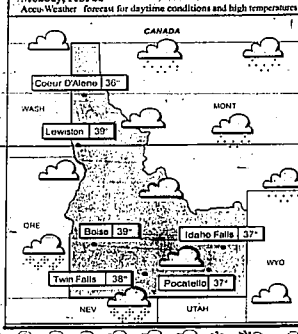 Accu-Weather forecast for daytime conditions and high temperatures
CANADA
Coeur D'Alene 36°
WASH
MONT
Lewiston 39°
ORE
Boise 39°
Idaho Falls 37°
WYO
Twin Falls 38°
Pocatello 37°
NEV
UTAH